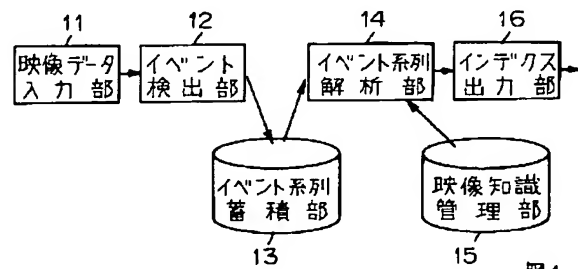 11
12
14
16
映像データ
入力部
イベント
検出部
イベント系列
解析部
インデクス
出力部
イベント系列
蓄積部
映像知識
管理部
13
15